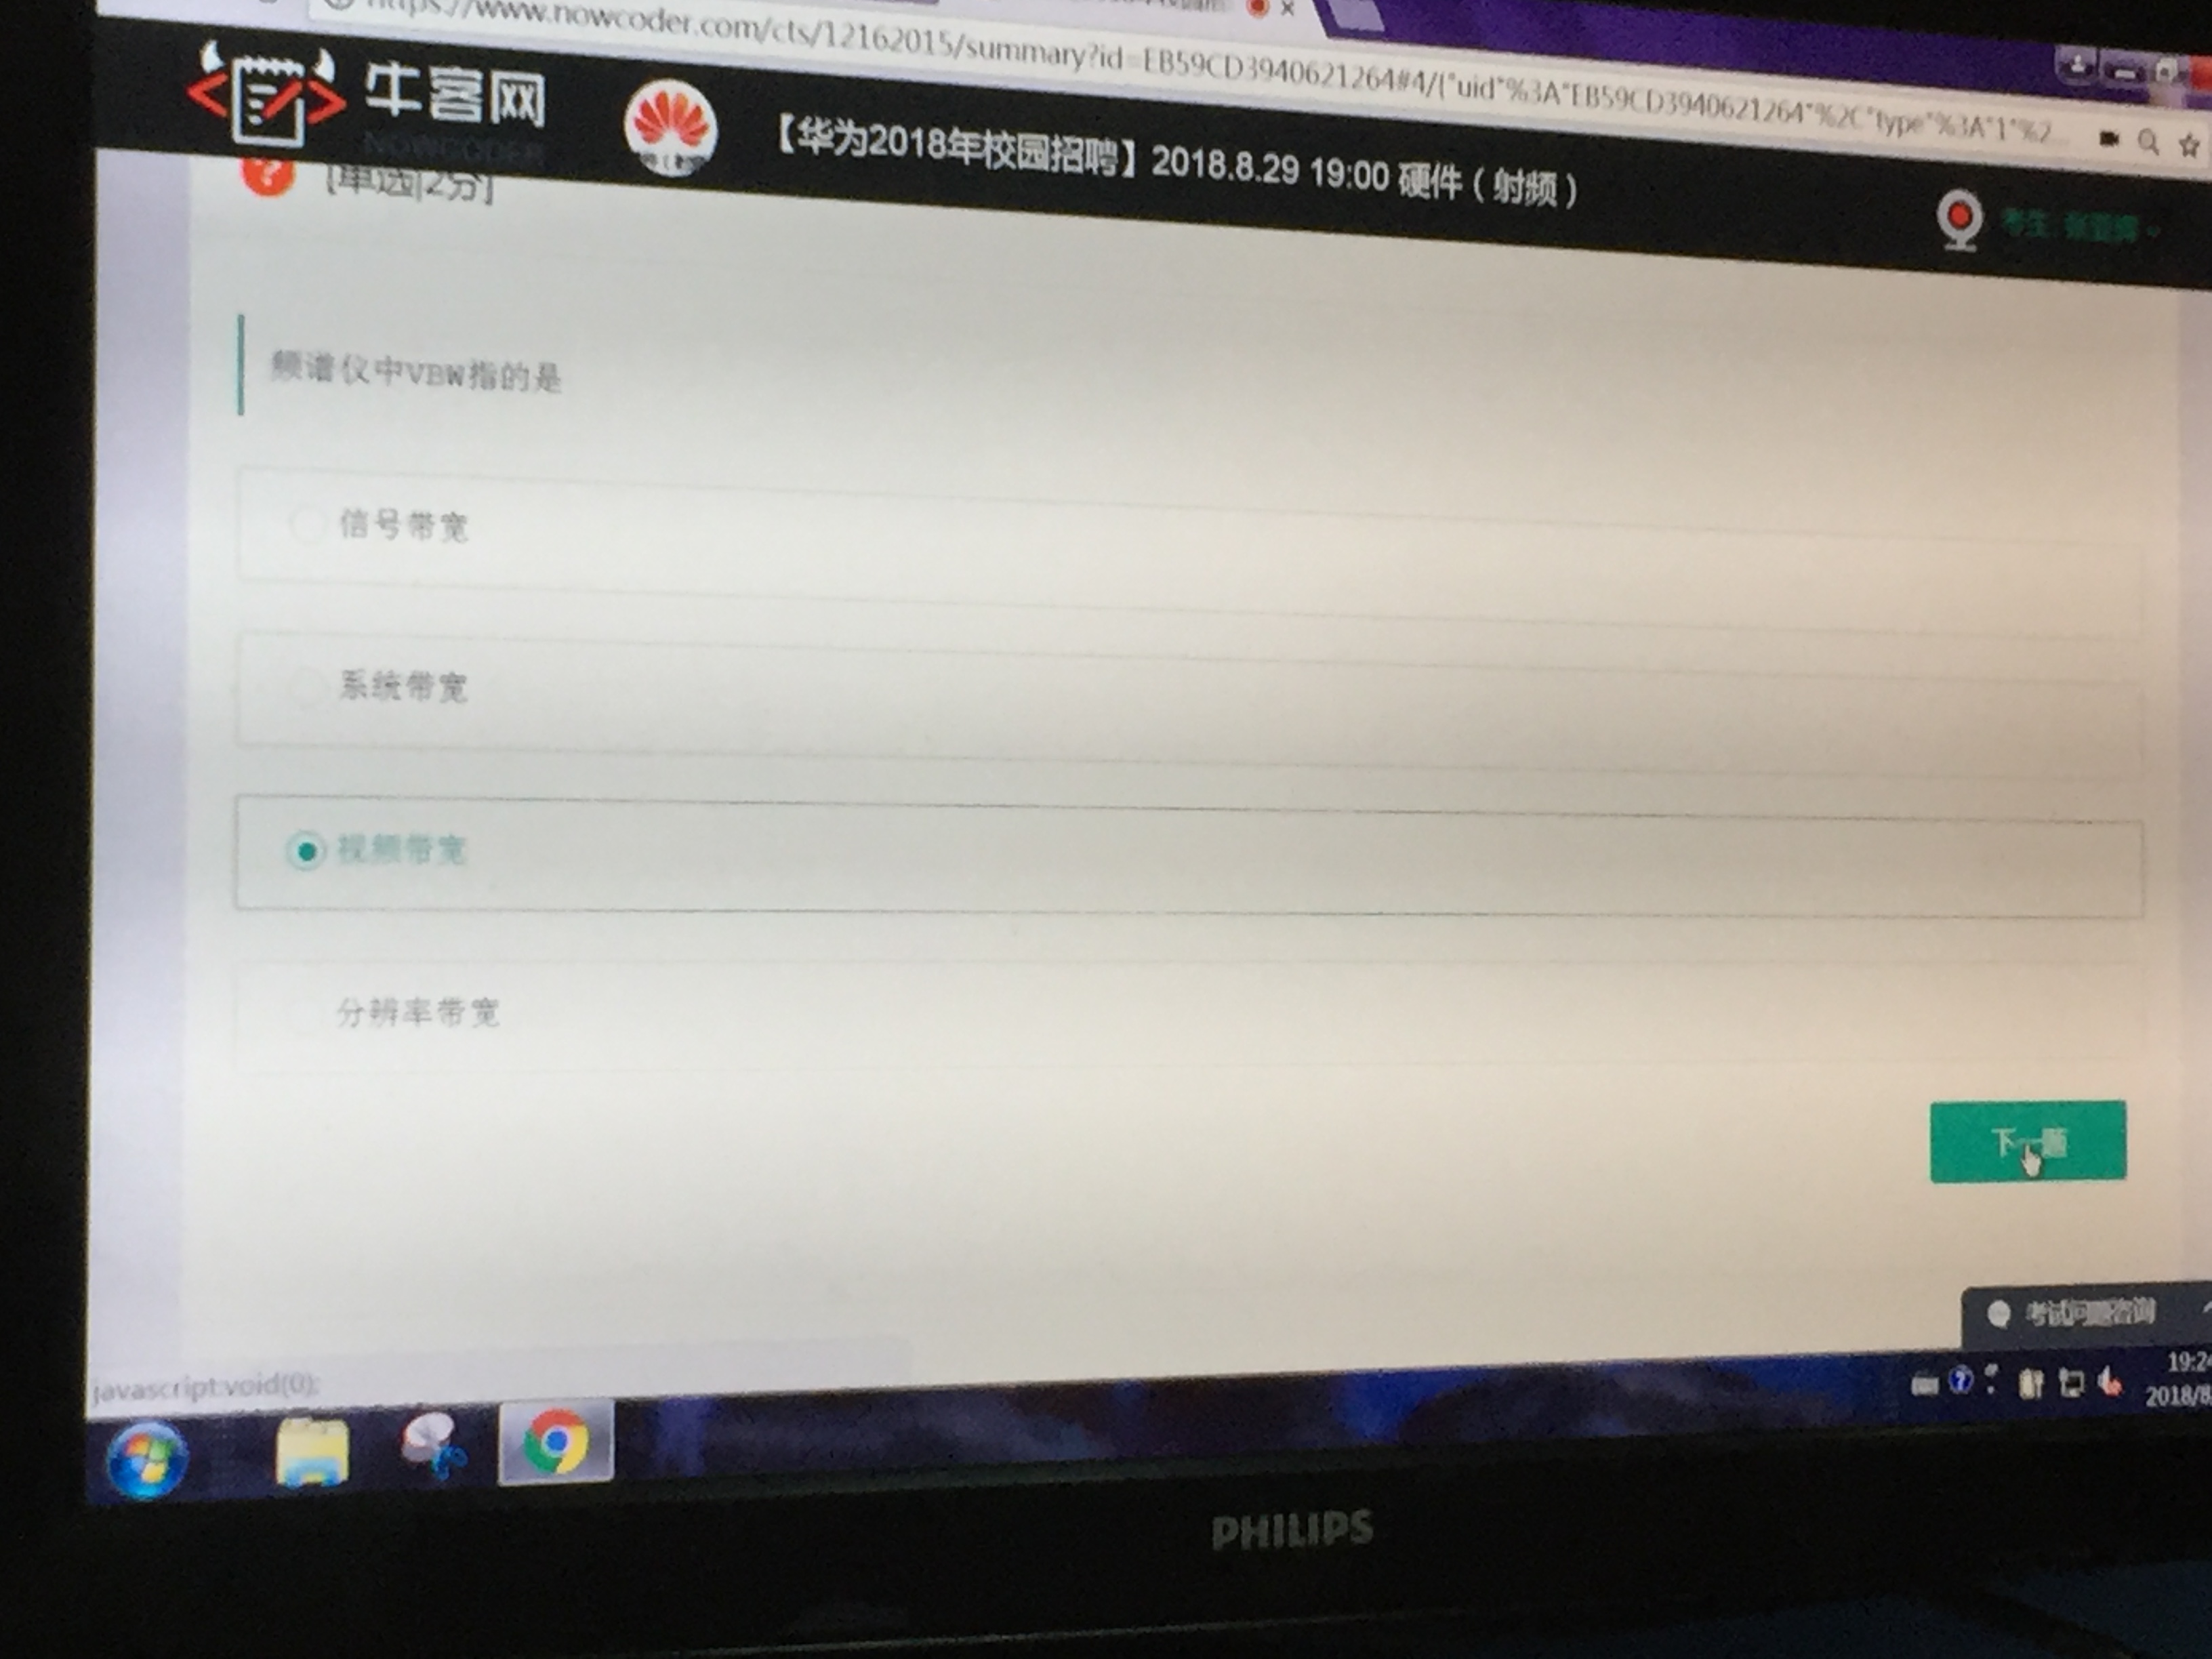 https://www.nowcoder.com/cts/12162015/summary?id=EB59CD3940621264#4/{"uid"%3A"EB59CD3940621264"%2C"type"%3A"1"%2...
牛客网
NOWCODER
【华为2018年校园招聘】2018.8.29 19:00 硬件(射频)
考生
[单选|2分]
频谱仪中VBW指的是
信号带宽
系统带宽
视频带宽
分辨率带宽
下一题
考试问题咨询
javascript:void(0);
19:24
2018/8
PHILIPS